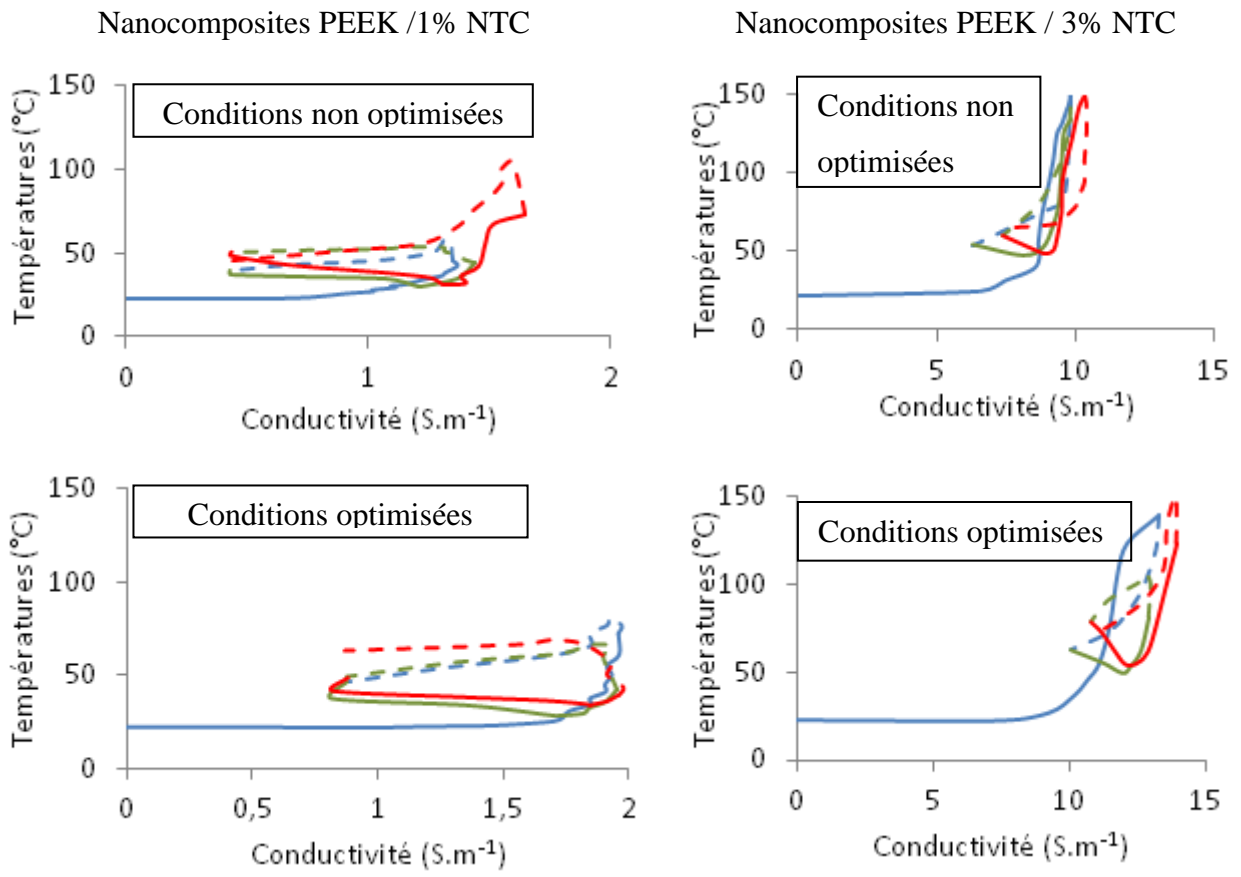 Nanocomposites PEEK /1% NTC
Nanocomposites PEEK / 3% NTC
Températures (°C)
150
100
50
0
Conditions non optimisées
0
1
2
Conductivité (S.m-1)
Températures (°C)
150
100
50
0
Conditions non
optimisées
0
5
10
15
Conductivité (S.m-1)
Températures (°C)
150
100
50
0
Conditions optimisées
0
0,5
1
1,5
2
Conductivité (S.m-1)
Températures (°C)
150
100
50
0
Conditions optimisées
0
5
10
15
Conductivité (S.m-1)